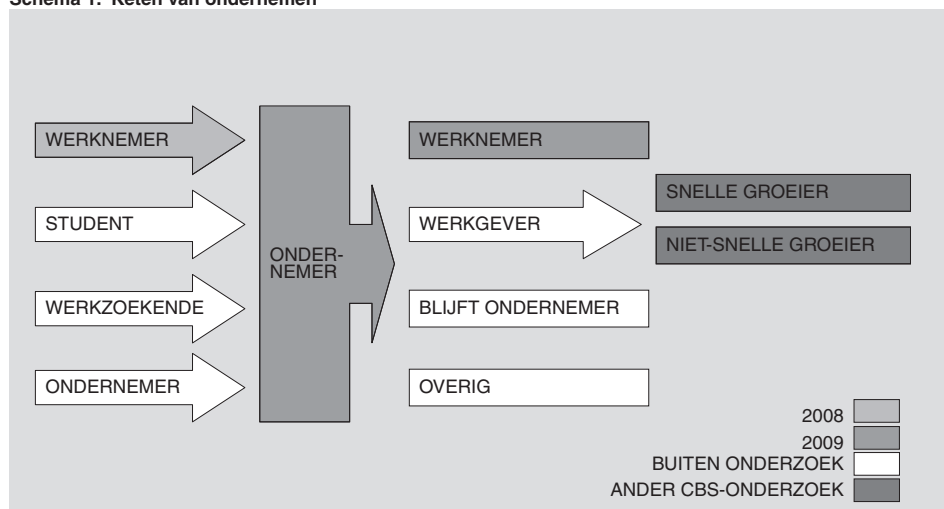 Schema 1. Keten van ondernemen
WERKNEMER
STUDENT
WERKZOEKENDE
ONDERNEMER
ONDER-
NEMER
WERKNEMER
WERKGEVER
BLIJFT ONDERNEMER
OVERIG
SNELLE GROEIER
NIET-SNELLE GROEIER
2008
2009
BUITEN ONDERZOEK
ANDER CBS-ONDERZOEK